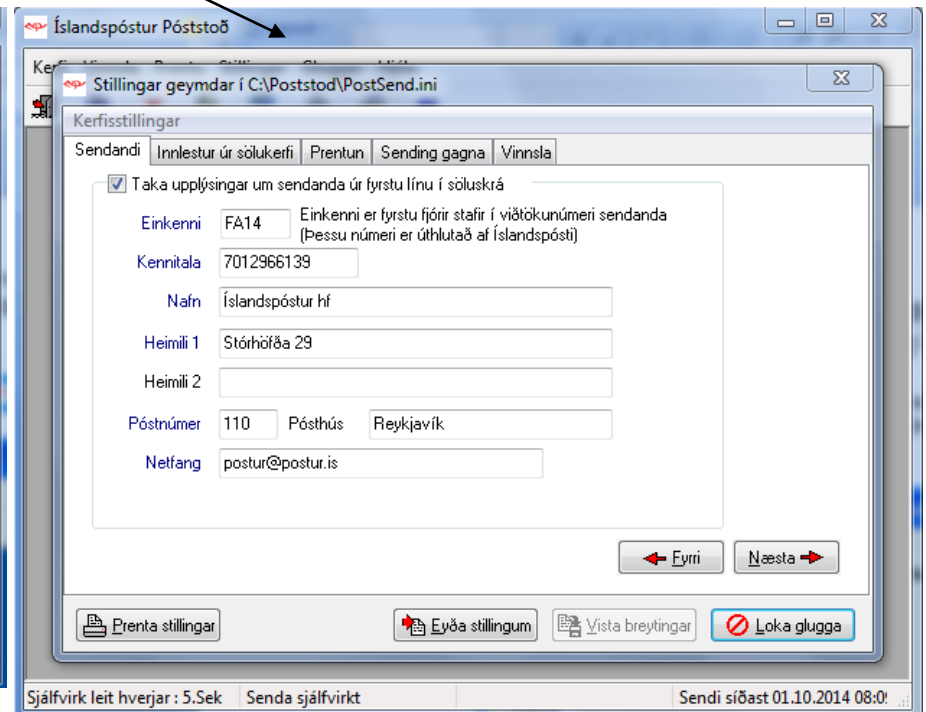 Íslandspóstur Póststoð
Stillingar geymdar í C:\Poststod\PostSend.ini
Kerfisstillingar
Sendandi Innlestur úr sölukerfi Prentun Sending gagna Vinnsla
Taka upplýsingar um sendanda úr fyrstu línu í söluskrá
Einkenni FA14 Einkenni er fyrstu fjórir stafir í viðtökunúmeri sendanda
(Þessu númeri er úthlutað af Íslandspósti)
Kennitala 7012966139
Nafn Íslandspóstur hf
Heimili 1 Stórhöfða 29
Heimili 2
Póstnúmer 110 Pósthús Reykjavík
Netfang postur@postur.is
Fyrri Næsta
Prenta stillingar Eyða stillingum Vista breytingar Loka glugga
Sjálfvirk leit hverjar : 5.Sek Senda sjálfvirkt Sendi síðast 01.10.2014 08:0